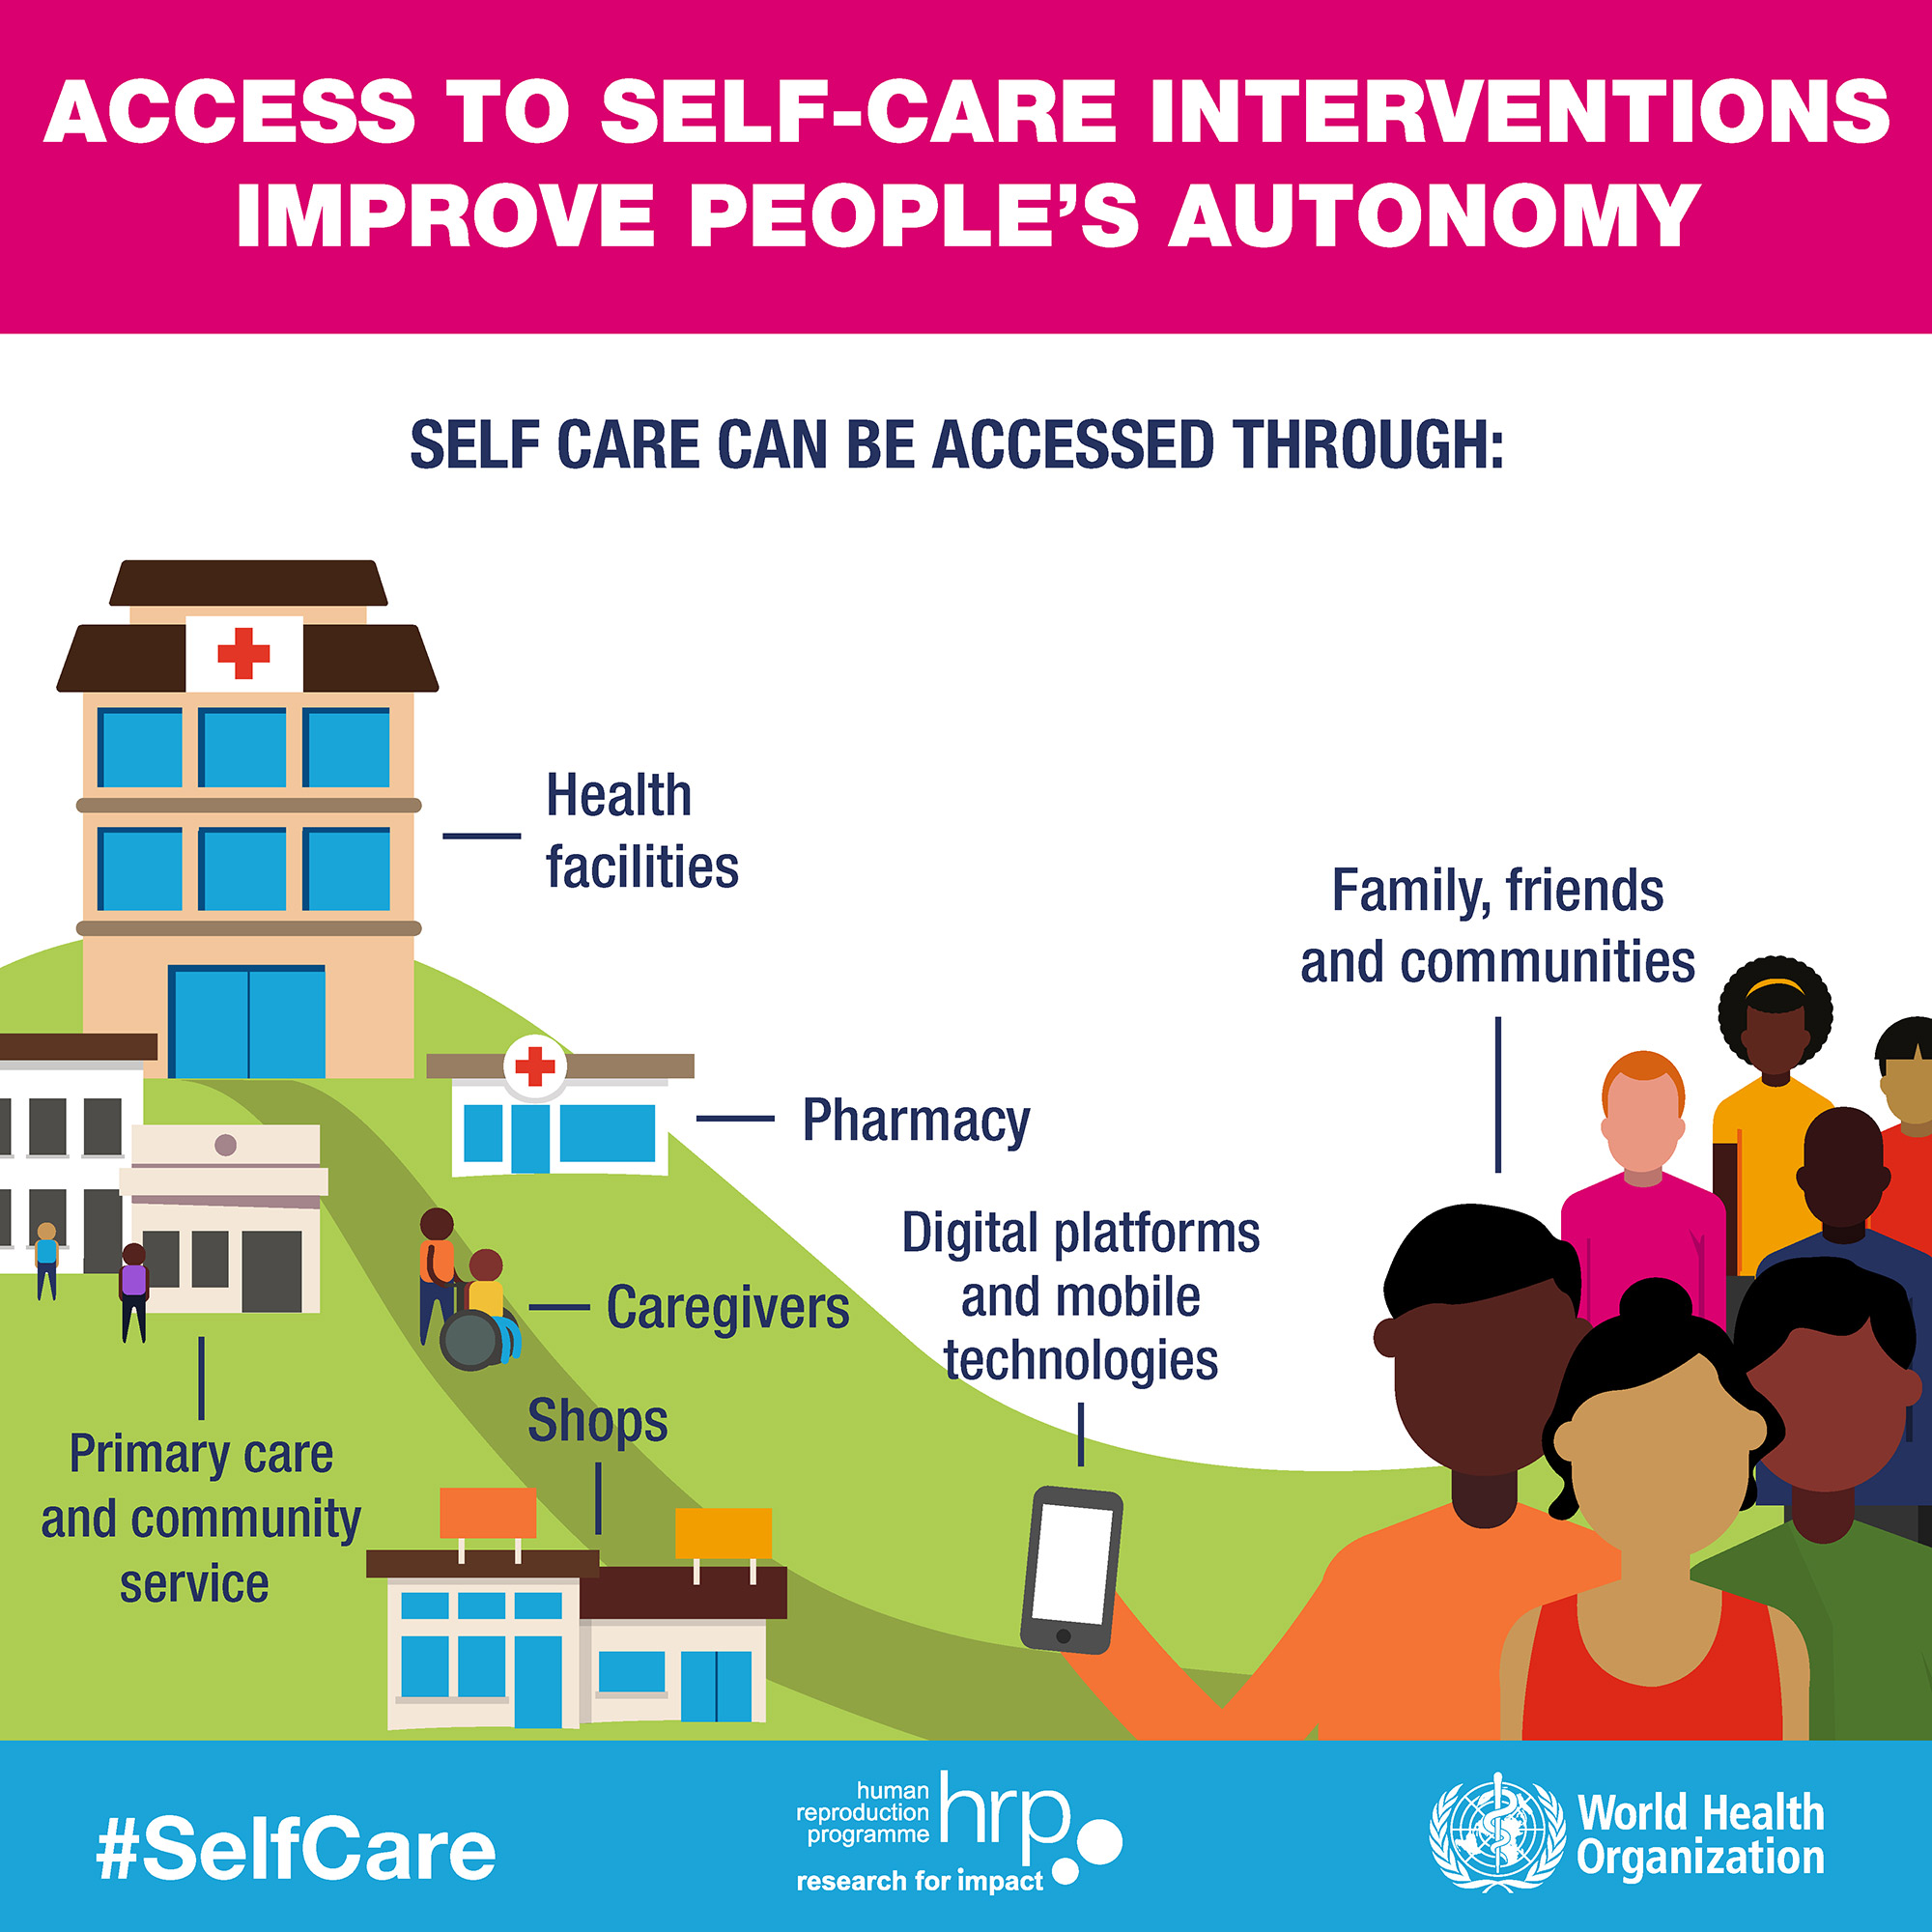 ACCESS TO SELF-CARE INTERVENTIONS
IMPROVE PEOPLE'S AUTONOMY
SELF CARE CAN BE ACCESSED THROUGH:
Health
facilities
Family, friends
and communities
Pharmacy
Digital platforms
and mobile
technologies
Caregivers
Shops
Primary care
and community
service
#SelfCare
human
reproduction
programme
hrp
research for impact
World Health
Organization